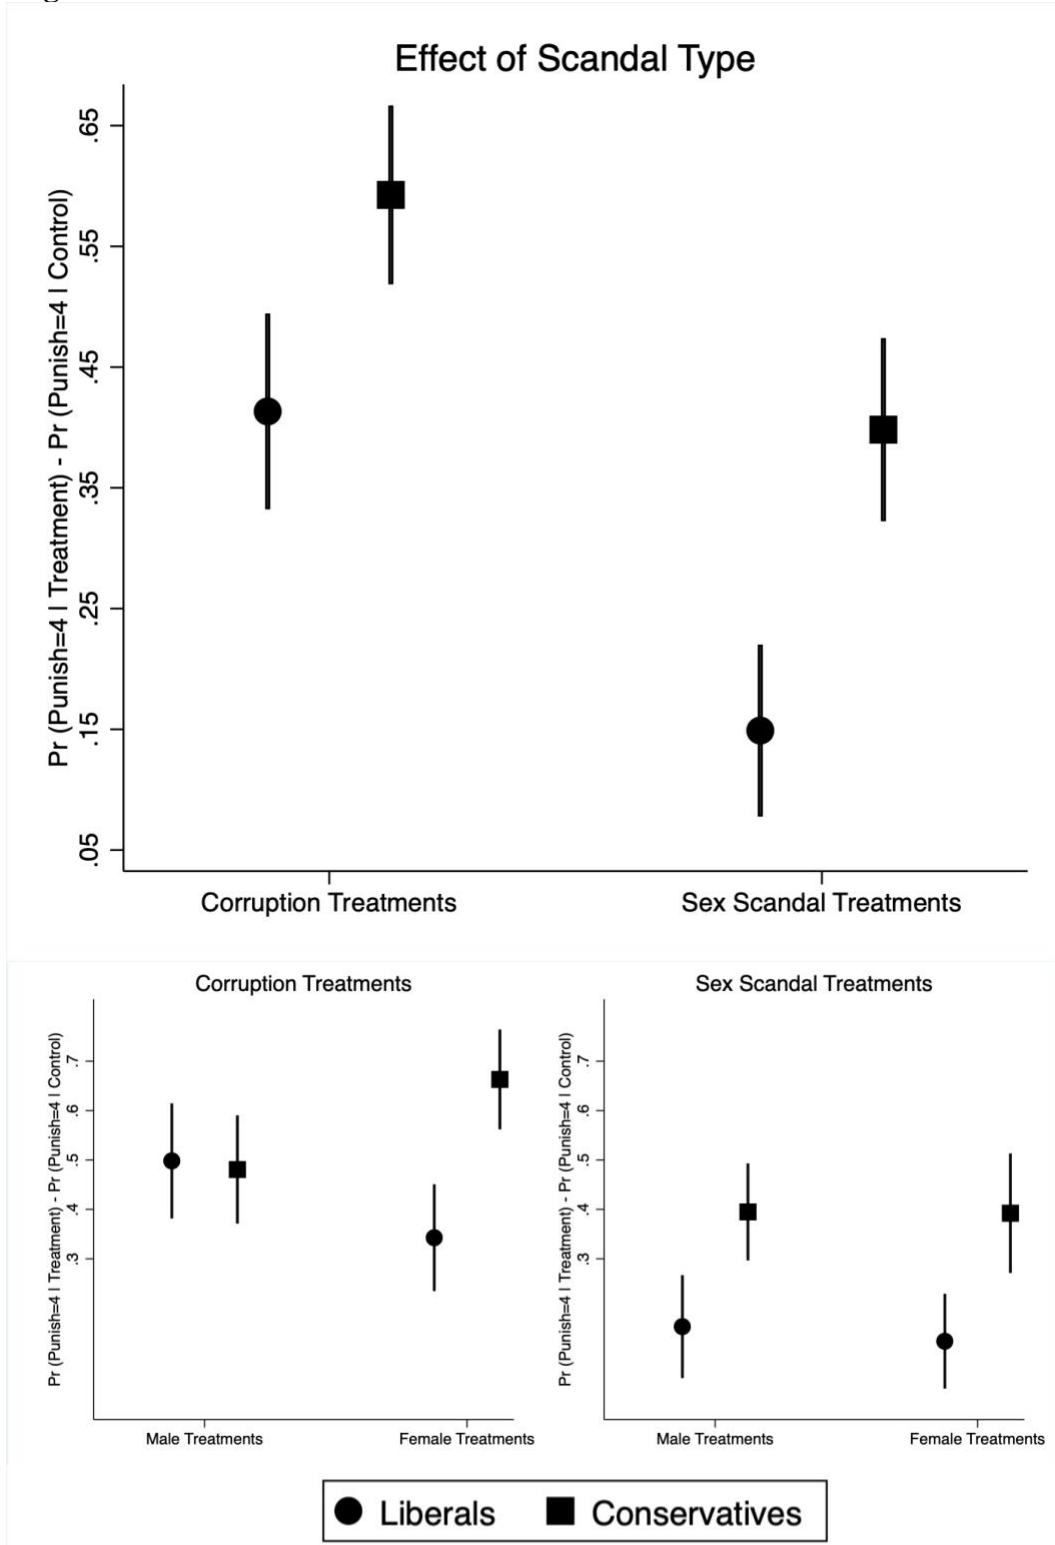 Effect of Scandal Type
Pr (Punish=4 | Treatment) - Pr (Punish=4 | Control)
.65
.55
.45
.35
.25
.15
.05
Corruption Treatments
Sex Scandal Treatments
Corruption Treatments
Pr (Punish=4 | Treatment) - Pr (Punish=4 | Control)
.7
.6
.5
.4
.3
Male Treatments
Female Treatments
Sex Scandal Treatments
Pr (Punish=4 | Treatment) - Pr (Punish=4 | Control)
.7
.6
.5
.4
.3
Male Treatments
Female Treatments
Liberals
Conservatives